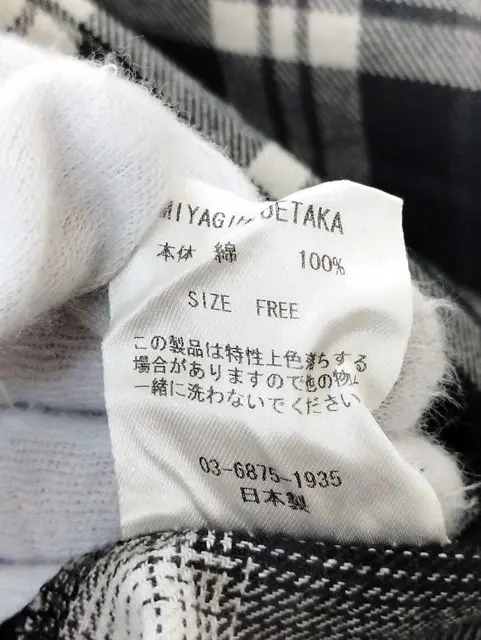 MIYAGIHIDETAKA
本体 綿 100%
SIZE FREE
この製品は特性上色落ちする
場合がありますので他の物と
一緒に洗わないでください
03-6875-1935
日本製